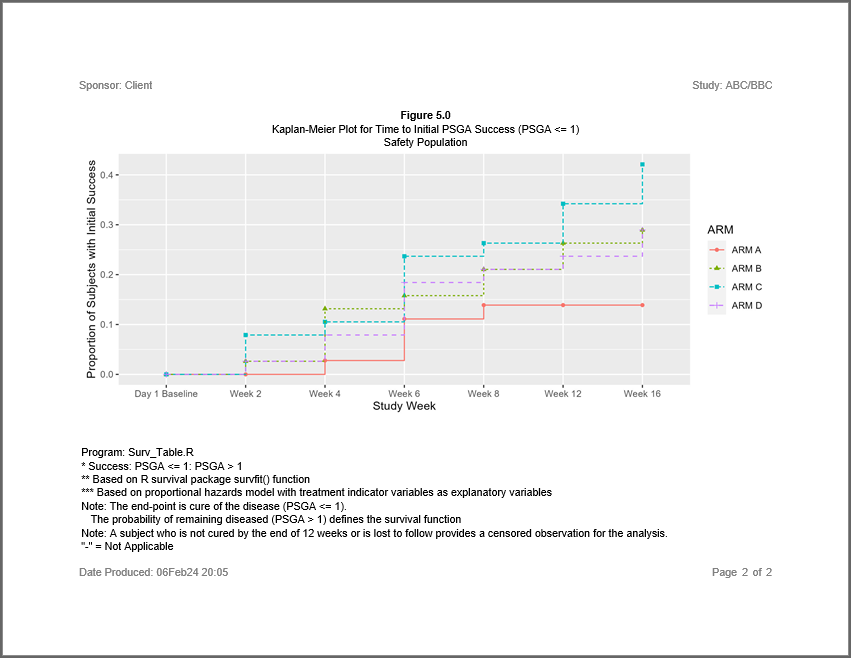 Sponsor: Client
Study: ABC/BBC
Figure 5.0
Kaplan-Meier Plot for Time to Initial PSGA Success (PSGA <= 1)
Safety Population
Proportion of Subjects with Initial Success
0.4
0.3
0.2
0.1
0.0
Day 1 Baseline Week 2 Week 4 Week 6 Week 8 Week 12 Week 16
Study Week
ARM
ARM A
ARM B
ARM C
ARM D
Program: Surv_Table.R
* Success: PSGA <= 1: PSGA > 1
** Based on R survival package survfit() function
*** Based on proportional hazards model with treatment indicator variables as explanatory variables
Note: The end-point is cure of the disease (PSGA <= 1).
The probability of remaining diseased (PSGA > 1) defines the survival function
Note: A subject who is not cured by the end of 12 weeks or is lost to follow provides a censored observation for the analysis.
"-" = Not Applicable
Date Produced: 06Feb24 20:05
Page 2 of 2